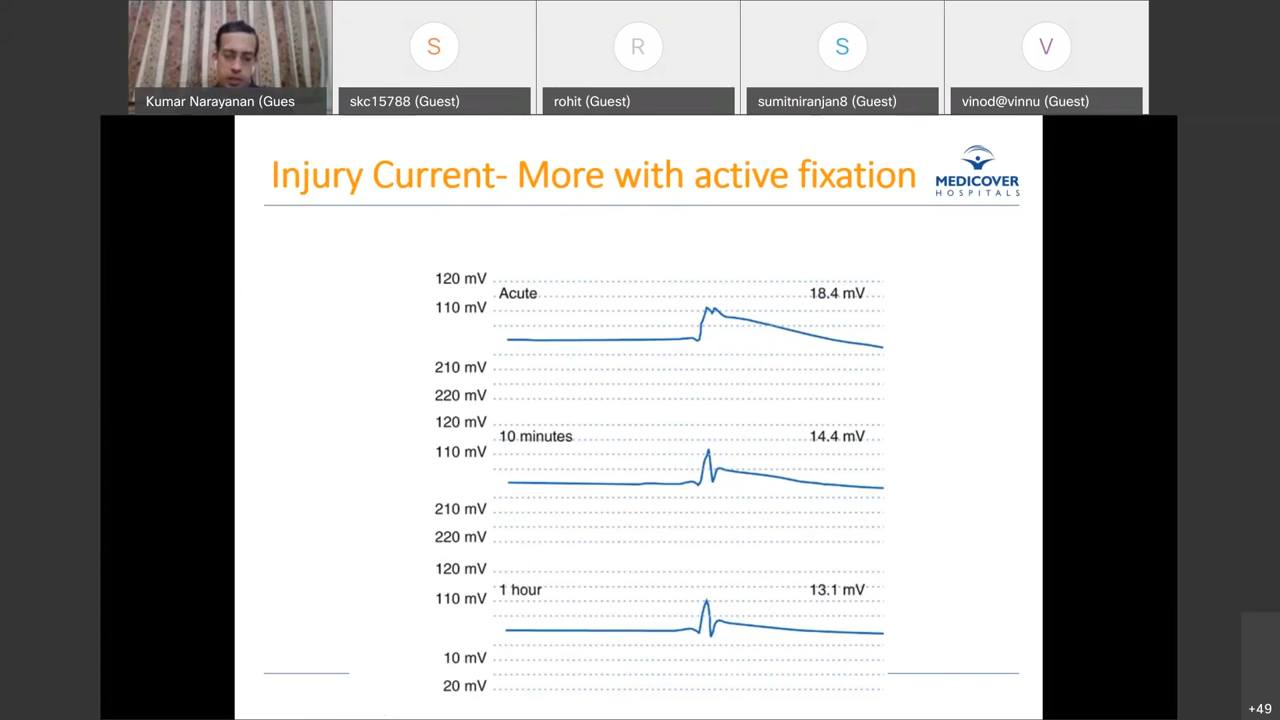 S
R
S
V
Kumar Narayanan (Gues
skc15788 (Guest)
rohit (Guest)
sumitniranjan8 (Guest)
vinod@vinnu (Guest)
Injury Current- More with active fixation
MEDICOVER
HOSPITALS
120 mV
Acute
18.4 mV
110 mV
210 mV
220 mV
120 mV
10 minutes
14.4 mV
110 mV
210 mV
220 mV
120 mV
1 hour
13.1 mV
110 mV
10 mV
20 mV
+49